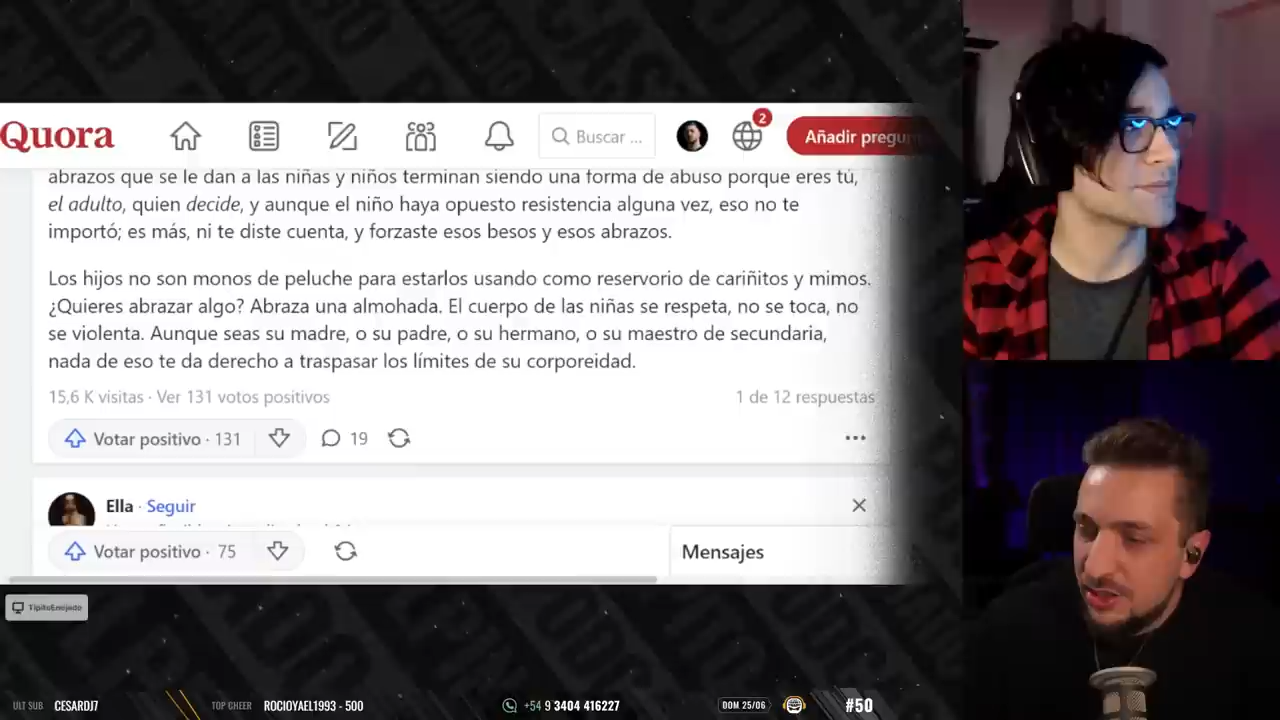 Quora
Buscar ...
2
Añadir pregun
abrazos que se le dan a las niñas y niños terminan siendo una forma de abuso porque eres tú,
el adulto, quien decide, y aunque el niño haya opuesto resistencia alguna vez, eso no te
importó; es más, ni te diste cuenta, y forzaste esos besos y esos abrazos.
Los hijos no son monos de peluche para estarlos usando como reservorio de cariñitos y mimos.
¿Quieres abrazar algo? Abraza una almohada. El cuerpo de las niñas se respeta, no se toca, no
se violenta. Aunque seas su madre, o su padre, o su hermano, o su maestro de secundaria,
nada de eso te da derecho a traspasar los límites de su corporeidad.
15,6 K visitas · Ver 131 votos positivos
1 de 12 respuestas
Votar positivo · 131
19
Ella · Seguir
Votar positivo · 75
Mensajes
TipitoEnojado
ULT SUB CESARDJ7
TOP CHEER ROCIOYAEL1993 - 500
+54 9 3404 416227
DOM 25/06
#50